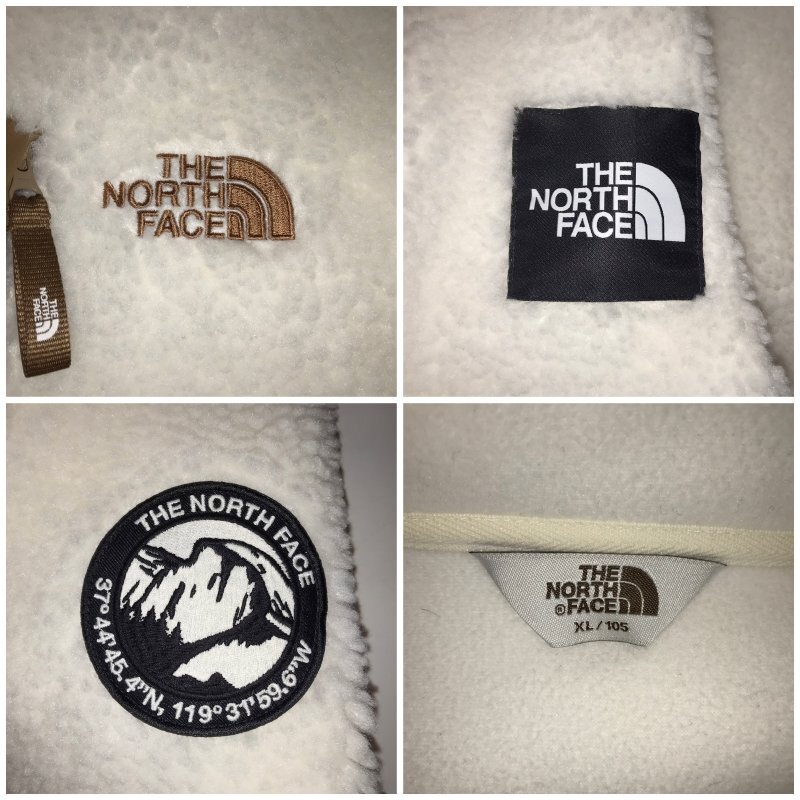 THE
NORTH
FACE
THE
NORTH
FACE
THE
NORTH
FACE
THE NORTH FACE
37°44'45.4"N, 119°31'59.6"W
THE
NORTH
®FACE
XL / 105